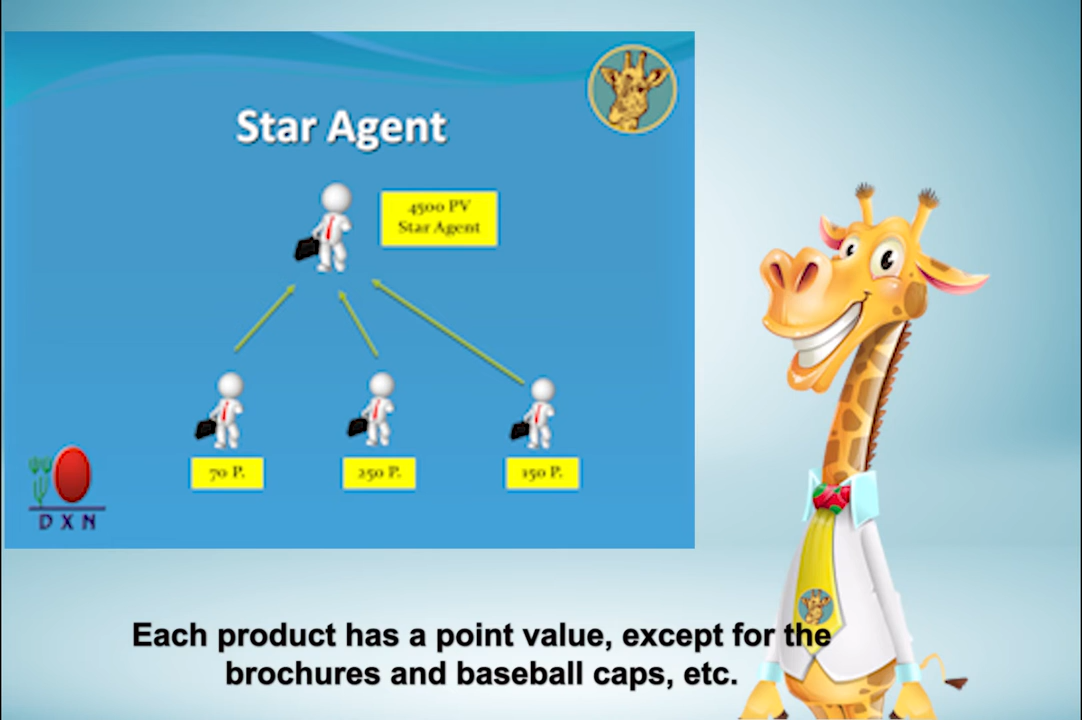 Star Agent
4500 PV
Star Agent
70 P.
250 P.
150 P.
DXN
Each product has a point value, except for the
brochures and baseball caps, etc.